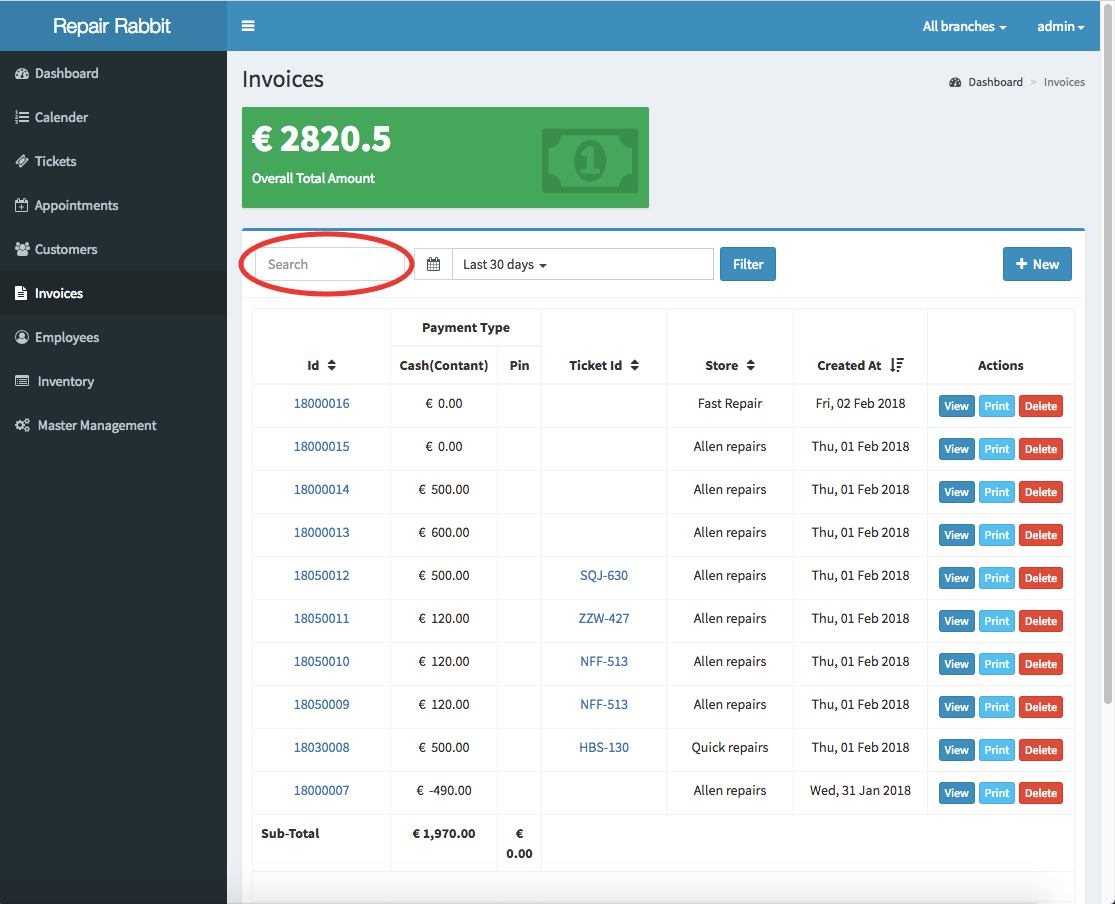 Repair Rabbit
All branches
admin
Dashboard
Calender
Tickets
Appointments
Customers
Invoices
Employees
Inventory
Master Management
Invoices
Dashboard > Invoices
€ 2820.5
Overall Total Amount
1
Search
Last 30 days
Filter
+ New
Payment Type
Id Cash(Contant) Pin Ticket Id Store Created At Actions
18000016 € 0.00 Fast Repair Fri, 02 Feb 2018 View Print Delete
18000015 € 0.00 Allen repairs Thu, 01 Feb 2018 View Print Delete
18000014 € 500.00 Allen repairs Thu, 01 Feb 2018 View Print Delete
18000013 € 600.00 Allen repairs Thu, 01 Feb 2018 View Print Delete
18050012 € 500.00 SQJ-630 Allen repairs Thu, 01 Feb 2018 View Print Delete
18050011 € 120.00 ZZW-427 Allen repairs Thu, 01 Feb 2018 View Print Delete
18050010 € 120.00 NFF-513 Allen repairs Thu, 01 Feb 2018 View Print Delete
18050009 € 120.00 NFF-513 Allen repairs Thu, 01 Feb 2018 View Print Delete
18030008 € 500.00 HBS-130 Quick repairs Thu, 01 Feb 2018 View Print Delete
18000007 € -490.00 Allen repairs Wed, 31 Jan 2018 View Print Delete
Sub-Total € 1,970.00 €
0.00